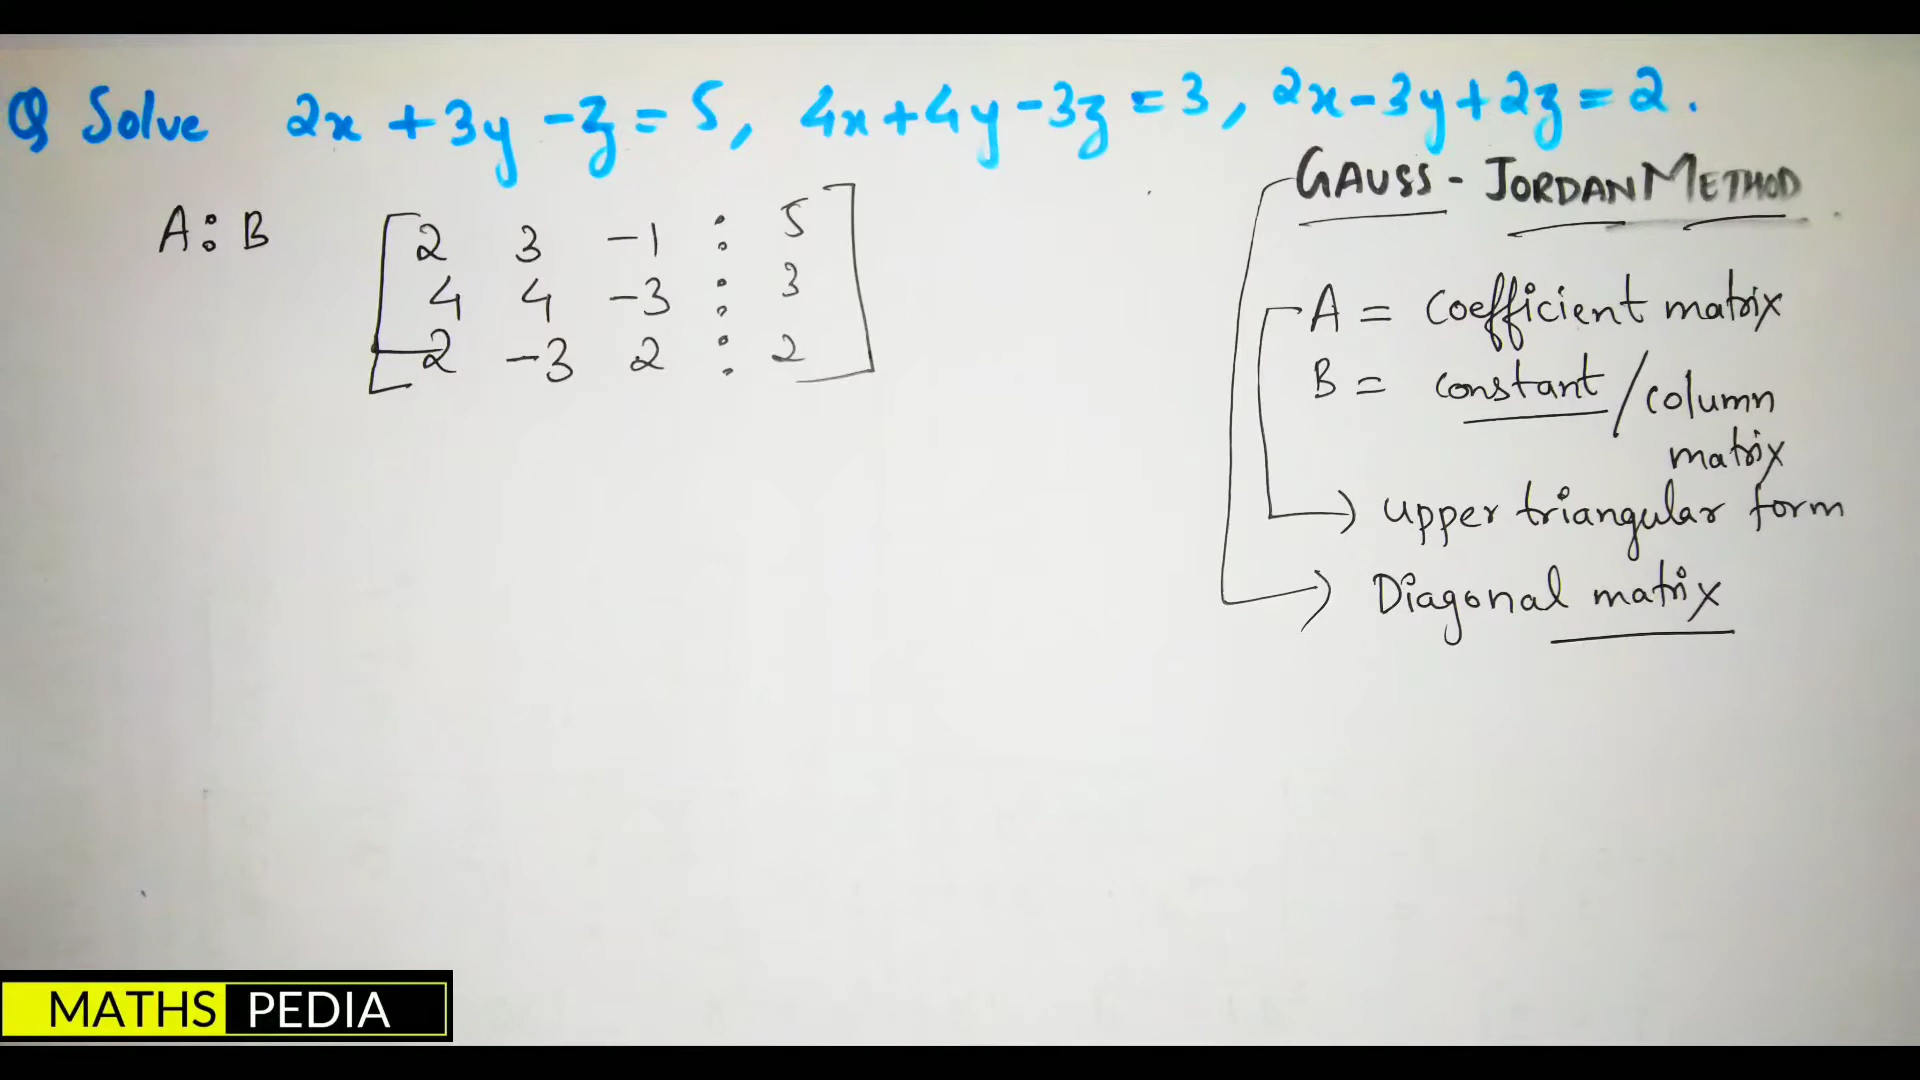 Q Solve 2x + 3y - z = 5, 4x + 4y - 3z = 3, 2x - 3y + 2z = 2.
GAUSS - JORDAN METHOD
A : B [ 2 3 -1 : 5
4 4 -3 : 3
2 -3 2 : 2 ]
A = Coefficient matrix
B = constant / column
matrix
→ upper triangular form
→ Diagonal matrix
MATHS PEDIA